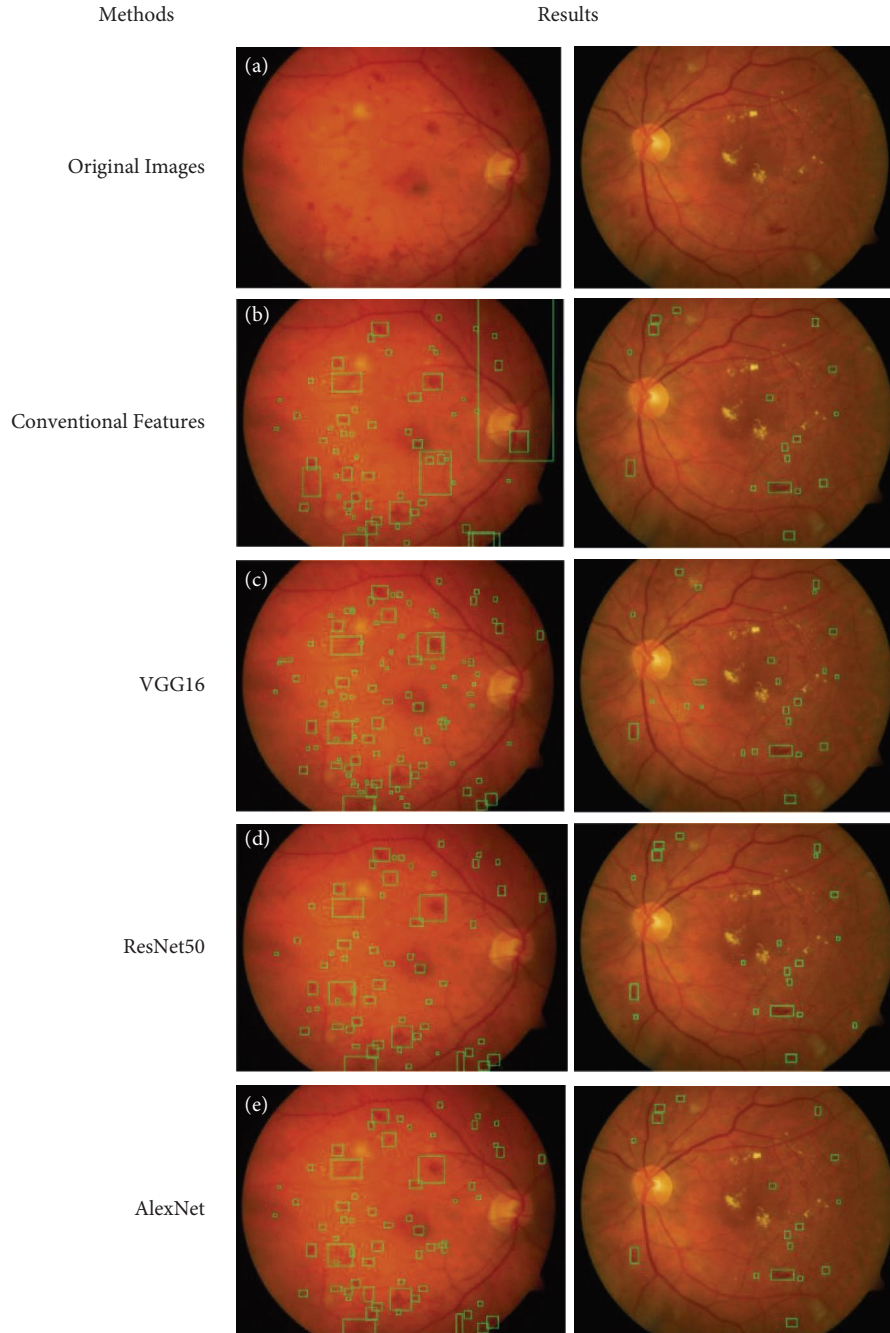 Methods Results
(a)
Original Images
(b)
Conventional Features
(c)
VGG16
(d)
ResNet50
(e)
AlexNet